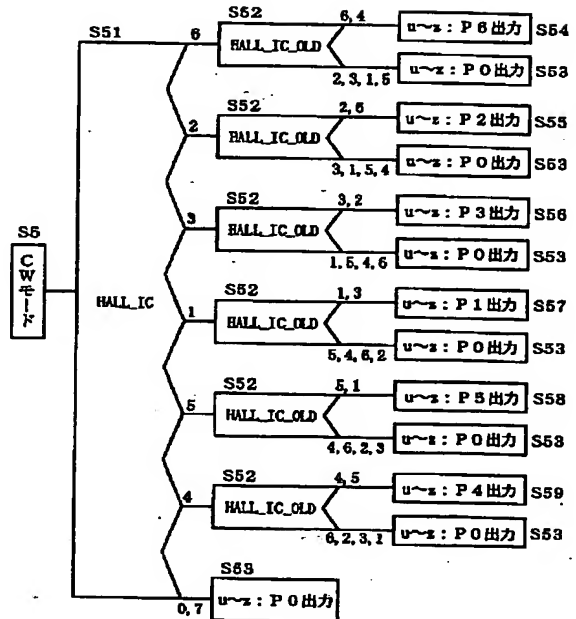 S51
6
S52
HALL_IC_OLD
6, 4
u～z : P6出力
S54
2, 3, 1, 5
u～z : P0出力
S53
2
S52
HALL_IC_OLD
2, 6
u～z : P2出力
S55
3, 1, 5, 4
u～z : P0出力
S53
3
S52
HALL_IC_OLD
3, 2
u～z : P3出力
S56
1, 5, 4, 6
u～z : P0出力
S53
S5
CWモード
HALL_IC
1
S52
HALL_IC_OLD
1, 3
u～z : P1出力
S57
5, 4, 6, 2
u～z : P0出力
S53
5
S52
HALL_IC_OLD
5, 1
u～z : P5出力
S58
4, 6, 2, 3
u～z : P0出力
S53
4
S52
HALL_IC_OLD
4, 5
u～z : P4出力
S59
6, 2, 3, 1
u～z : P0出力
S53
0, 7
S53
u～z : P0出力